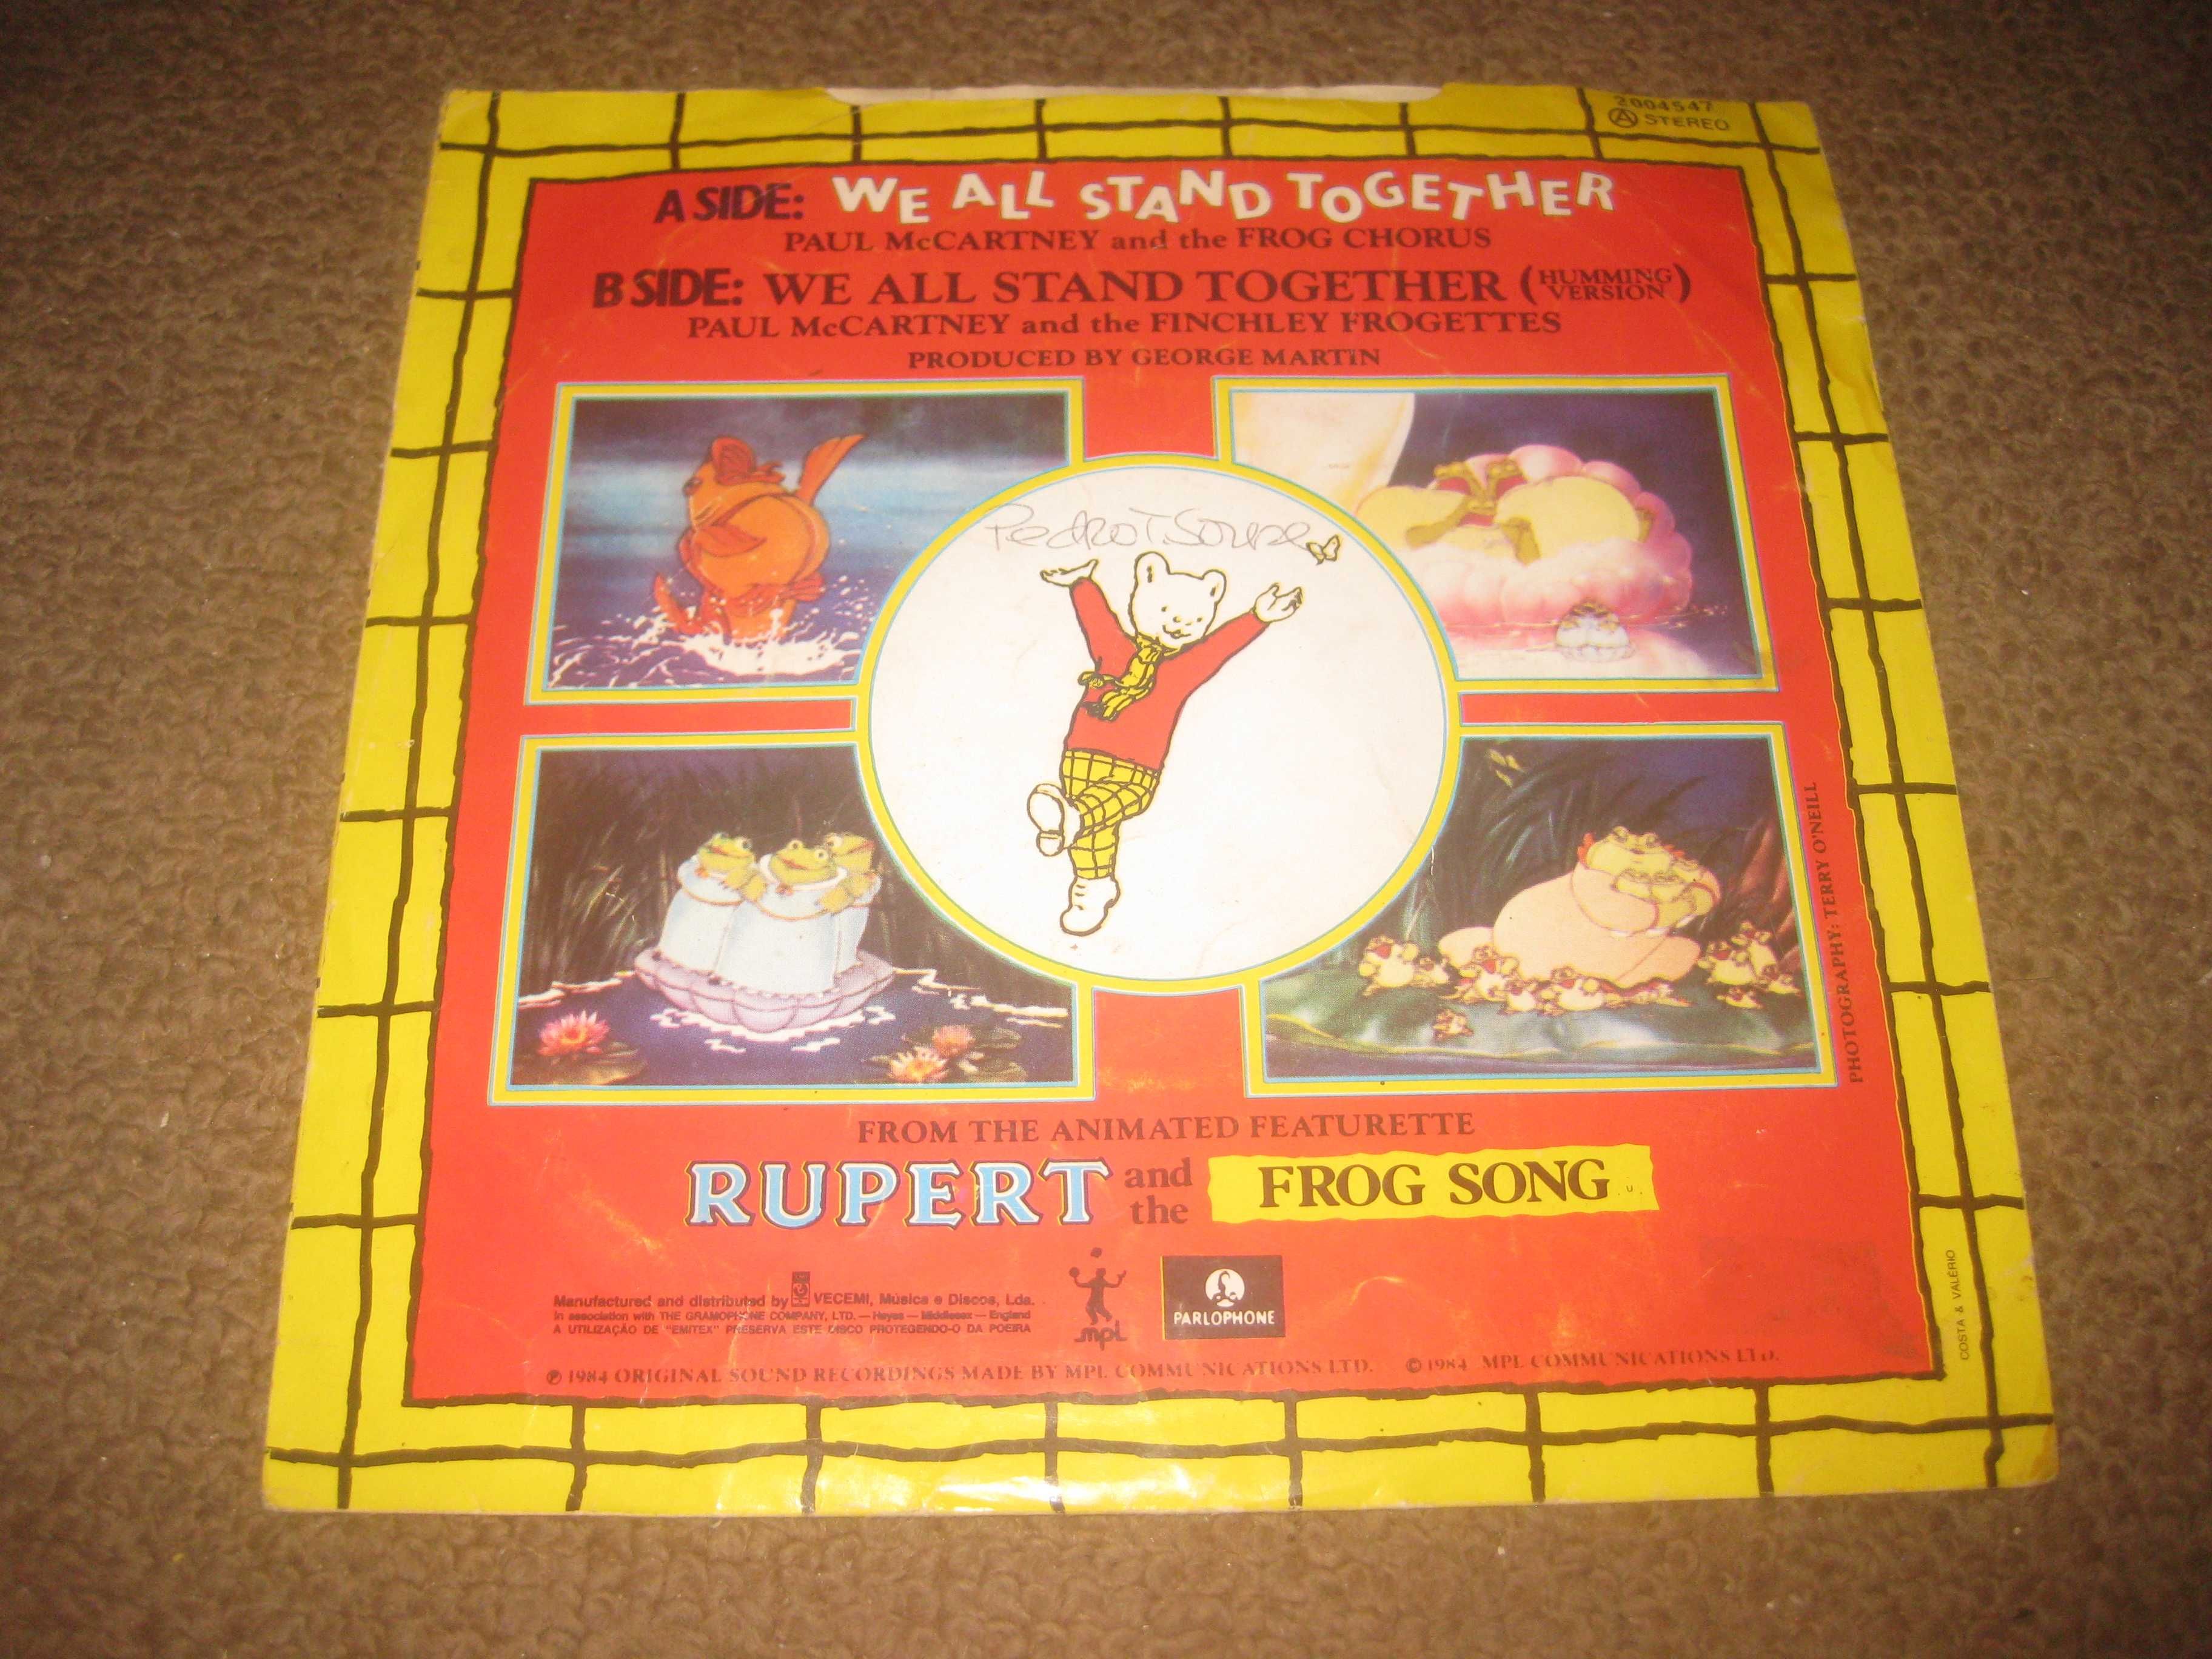 2004547
Ⓐ STEREO
A SIDE: WE ALL STAND TOGETHER
PAUL McCARTNEY and the FROG CHORUS
B SIDE: WE ALL STAND TOGETHER (HUMMING VERSION)
PAUL McCARTNEY and the FINCHLEY FROGETTES
PRODUCED BY GEORGE MARTIN
Pedro T. Sousa
PHOTOGRAPHY: TERRY O'NEILL
FROM THE ANIMATED FEATURETTE
RUPERT and the FROG SONG
Manufactured and distributed by VECEMI, Música e Discos, Lda.
In association with THE GRAMOPHONE COMPANY, LTD. — Hayes — Middlesex — England
A UTILIZAÇÃO DE "EMITEX" PRESERVA ESTE DISCO PROTEGENDO-O DA POEIRA
mpl
PARLOPHONE
℗ 1984 ORIGINAL SOUND RECORDINGS MADE BY MPL COMMUNICATIONS LTD. © 1984 MPL COMMUNICATIONS LTD.
COSTA & VALÉRIO